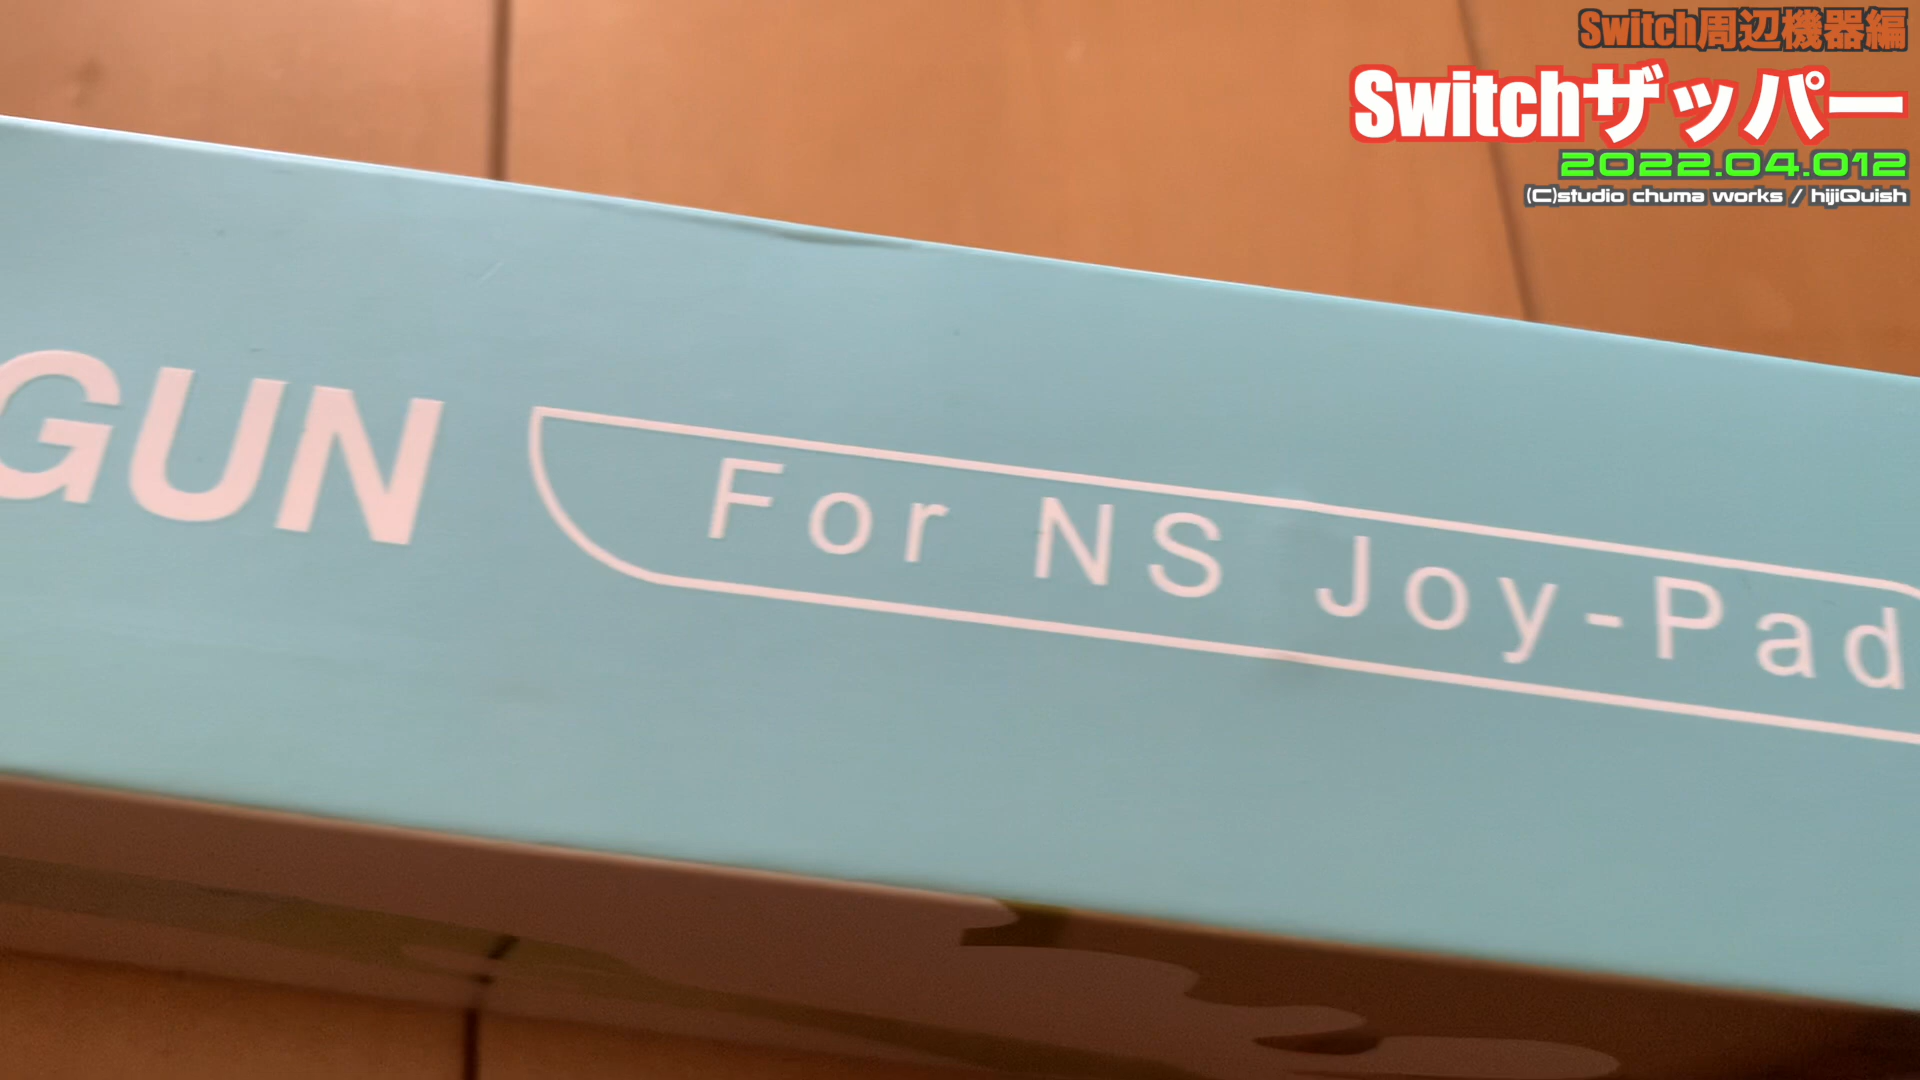 Switch周辺機器編
Switchザッパー
2022.04.012
(C)studio chuma works / hijiQuish
GUN
For NS Joy-Pad